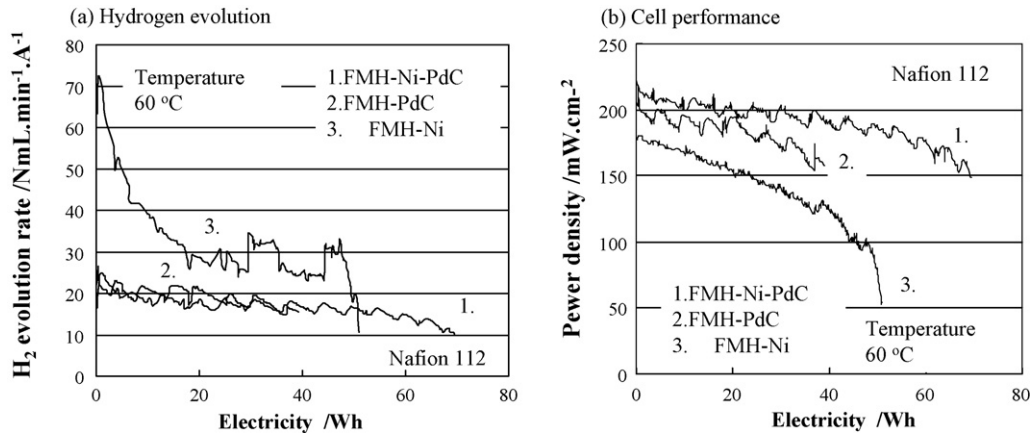 (a) Hydrogen evolution
H2 evolution rate /NmL.min-1.A-1
80
70
60
50
40
30
20
10
0
Temperature
60 °C
1.FMH-Ni-PdC
2.FMH-PdC
3. FMH-Ni
3.
2.
1.
Nafion 112
0 20 40 60 80
Electricity /Wh
(b) Cell performance
Pewer density /mW.cm-2
250
200
150
100
50
0
Nafion 112
1.
2.
3.
1.FMH-Ni-PdC
2.FMH-PdC
3. FMH-Ni
Temperature
60 °C
0 20 40 60 80
Electricity /Wh